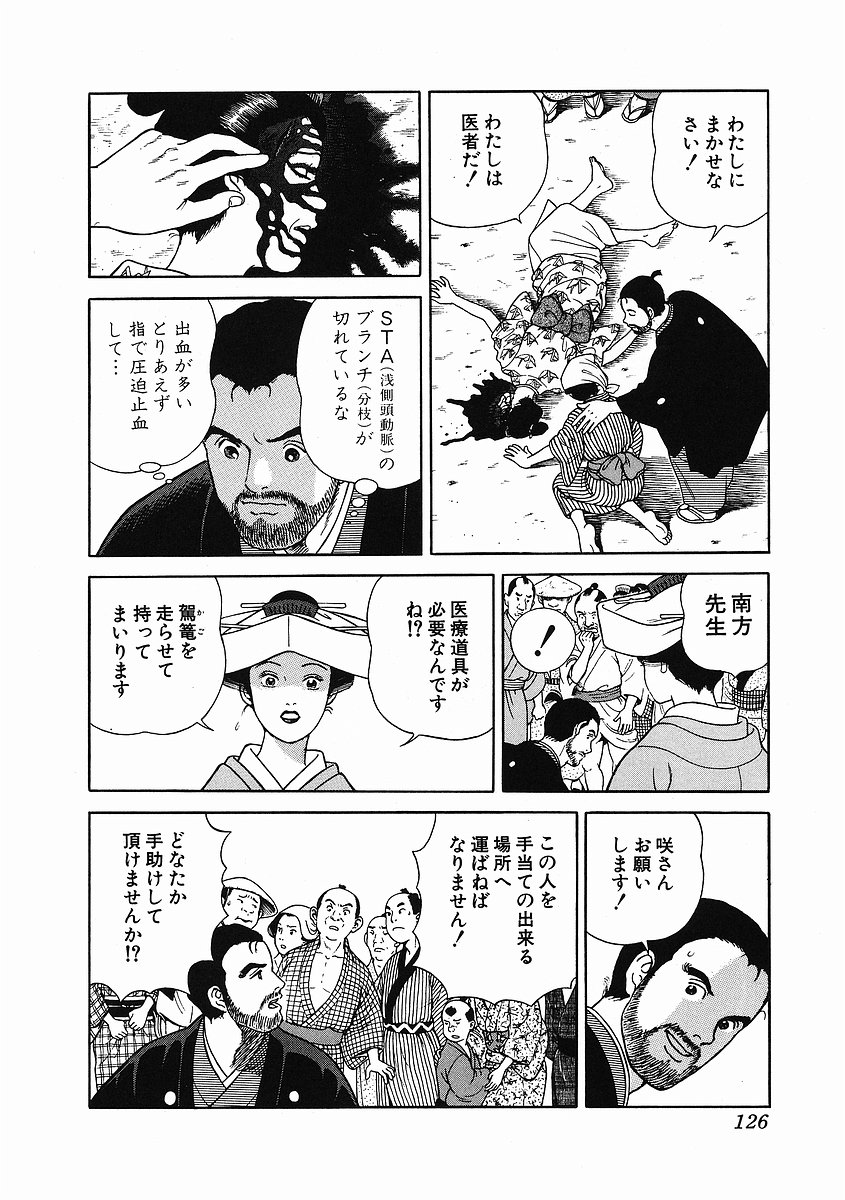 わたしに
まかせな
さい！
わたしは
医者だ！
ＳＴＡ（浅側頭動脈）の
ブランチ（分枝）が
切れているな
出血が多い
とりあえず
指で圧迫止血
して…
南方
先生
！
医療道具が
必要なんです
ね!?
駕籠を
かご
走らせて
持って
まいります
咲さん
お願い
します！
この人を
手当ての出来る
場所へ
運ばねば
なりません！
どなたか
手助けして
頂けませんか!?
126